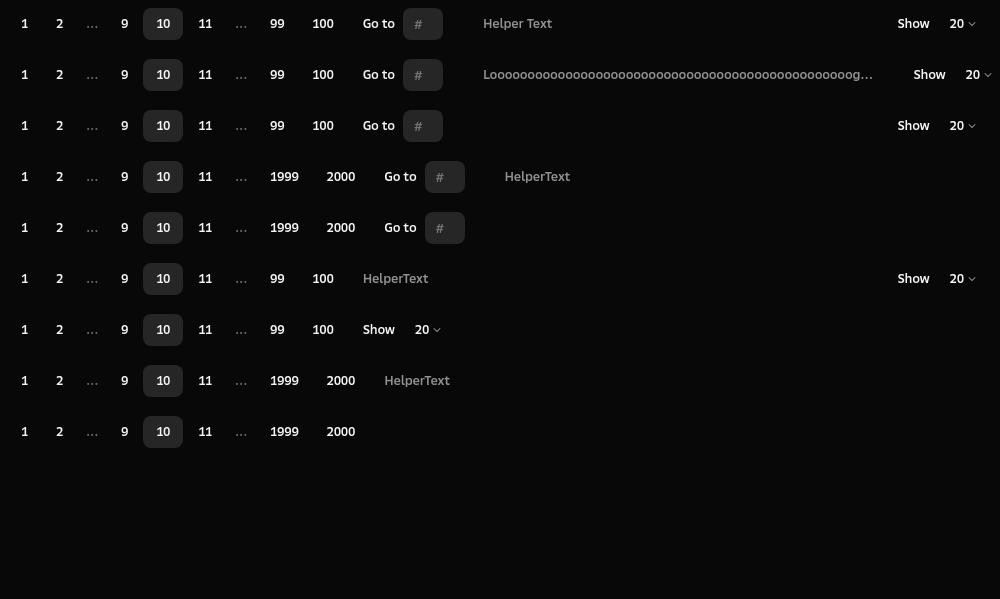 1 2 ... 9 10 11 ... 99 100 Go to # Helper Text Show 20
1 2 ... 9 10 11 ... 99 100 Go to # Looooooooooooooooooooooooooooooooooooooooooooooooog... Show 20
1 2 ... 9 10 11 ... 99 100 Go to # Show 20
1 2 ... 9 10 11 ... 1999 2000 Go to # HelperText
1 2 ... 9 10 11 ... 1999 2000 Go to #
1 2 ... 9 10 11 ... 99 100 HelperText Show 20
1 2 ... 9 10 11 ... 99 100 Show 20
1 2 ... 9 10 11 ... 1999 2000 HelperText
1 2 ... 9 10 11 ... 1999 2000